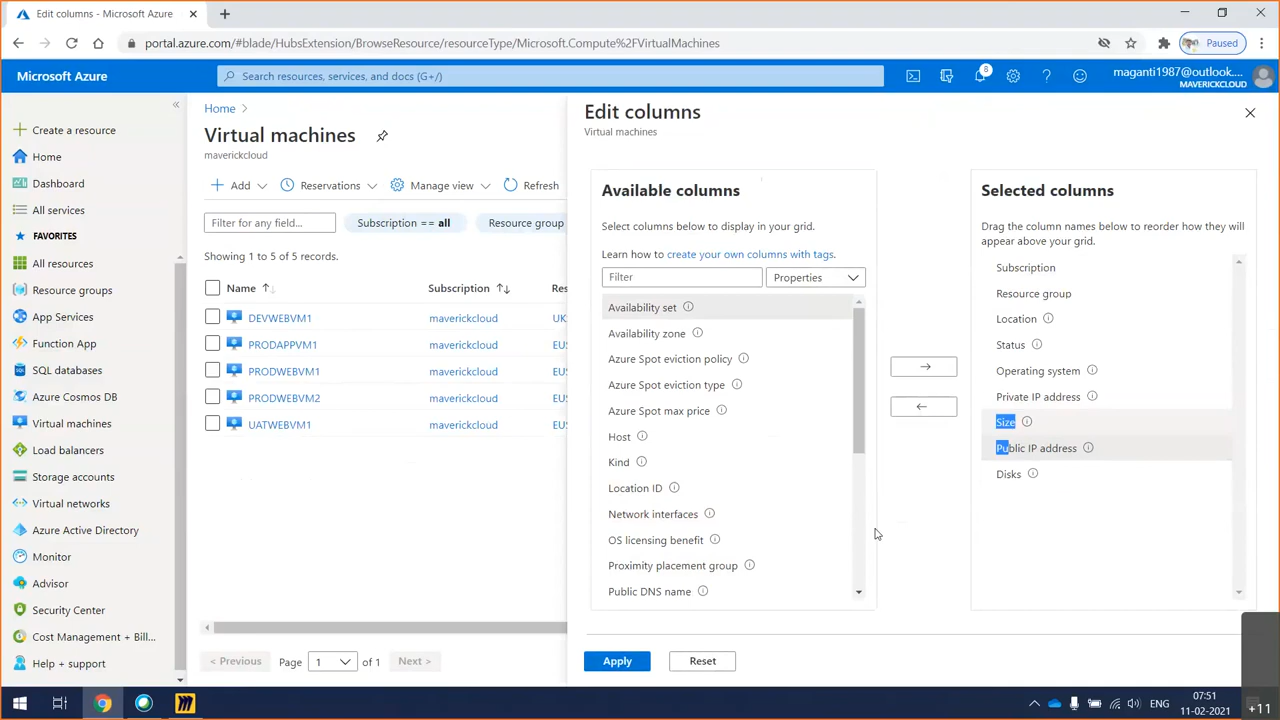 Edit columns - Microsoft Azure
portal.azure.com/#blade/HubsExtension/BrowseResource/resourceType/Microsoft.Compute%2FVirtualMachines
Paused
Microsoft Azure
Search resources, services, and docs (G+/)
8
maganti1987@outlook....
MAVERICKCLOUD
Create a resource
Home
Dashboard
All services
FAVORITES
All resources
Resource groups
App Services
Function App
SQL databases
Azure Cosmos DB
Virtual machines
Load balancers
Storage accounts
Virtual networks
Azure Active Directory
Monitor
Advisor
Security Center
Cost Management + Bill...
Help + support
Home
Virtual machines
maverickcloud
Add
Reservations
Manage view
Refresh
Filter for any field...
Subscription == all
Resource group
Showing 1 to 5 of 5 records.
Name
Subscription
Res
DEVWEBVM1
maverickcloud
UK
PRODAPPVM1
maverickcloud
EUS
PRODWEBVM1
maverickcloud
EUS
PRODWEBVM2
maverickcloud
EUS
UATWEBVM1
maverickcloud
EUS
< Previous
Page
1
of 1
Next >
Edit columns
Virtual machines
Available columns
Select columns below to display in your grid.
Learn how to create your own columns with tags.
Filter
Properties
Availability set
Availability zone
Azure Spot eviction policy
Azure Spot eviction type
Azure Spot max price
Host
Kind
Location ID
Network interfaces
OS licensing benefit
Proximity placement group
Public DNS name
Selected columns
Drag the column names below to reorder how they will
appear above your grid.
Subscription
Resource group
Location
Status
Operating system
Private IP address
Size
Public IP address
Disks
Apply
Reset
ENG
07:51
11-02-2021
+11